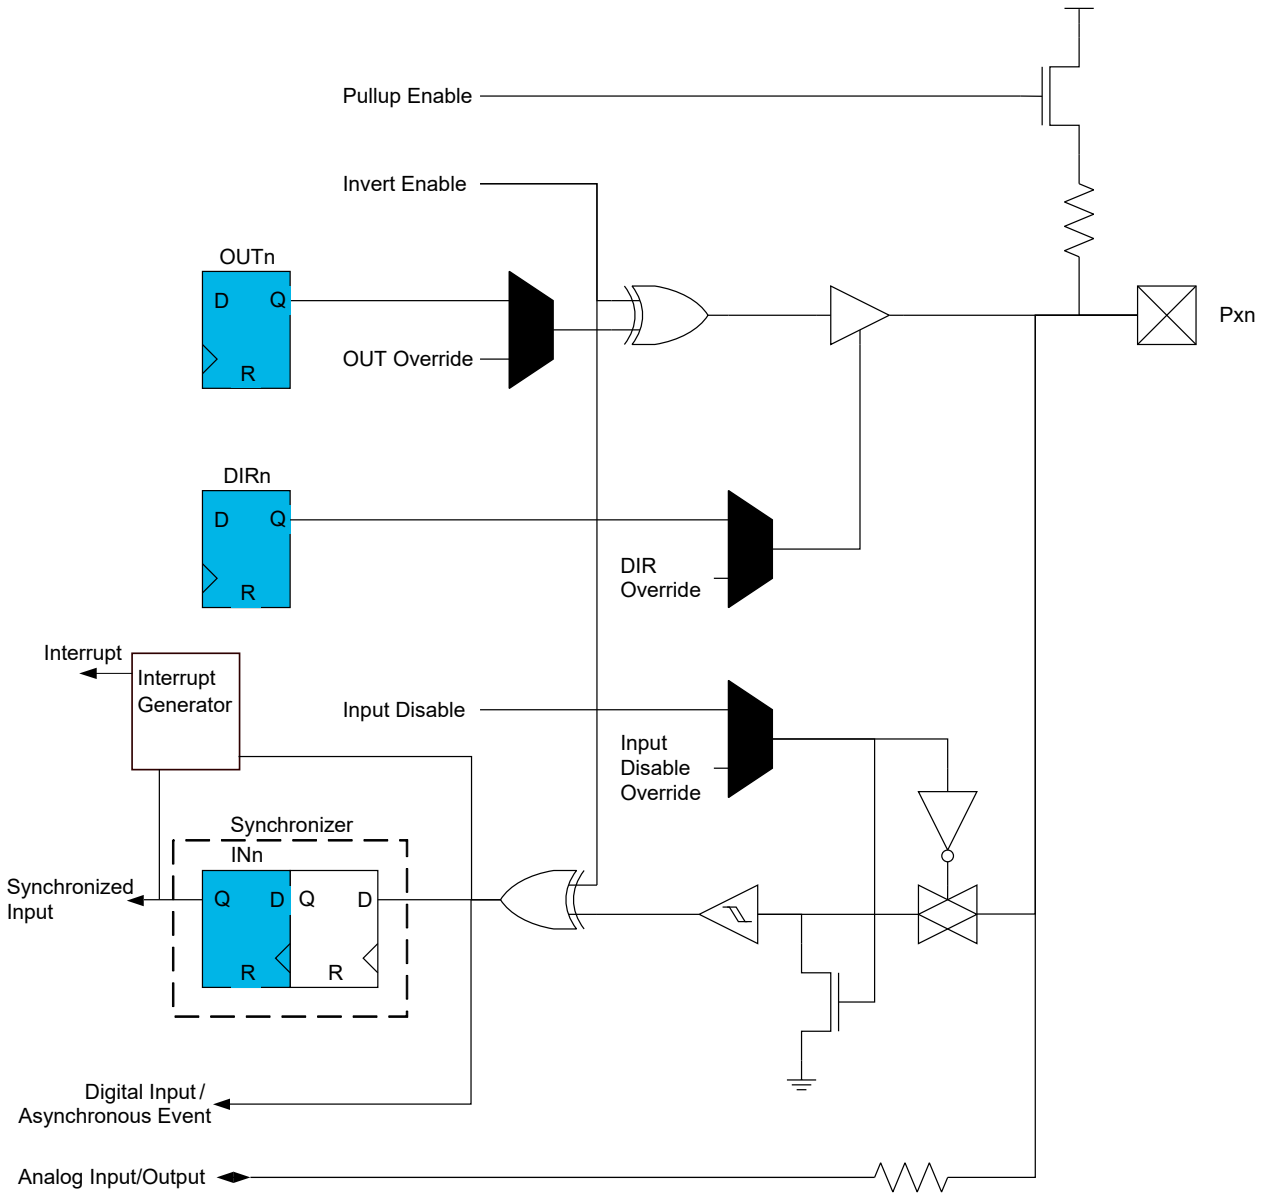 Pullup Enable
Invert Enable
OUTn
D Q
R
OUT Override
Pxn
DIRn
D Q
R
DIR
Override
Interrupt
Interrupt
Generator
Input Disable
Input
Disable
Override
Synchronizer
INn
Q D Q D
R R
Synchronized
Input
Digital Input/
Asynchronous Event
Analog Input/Output